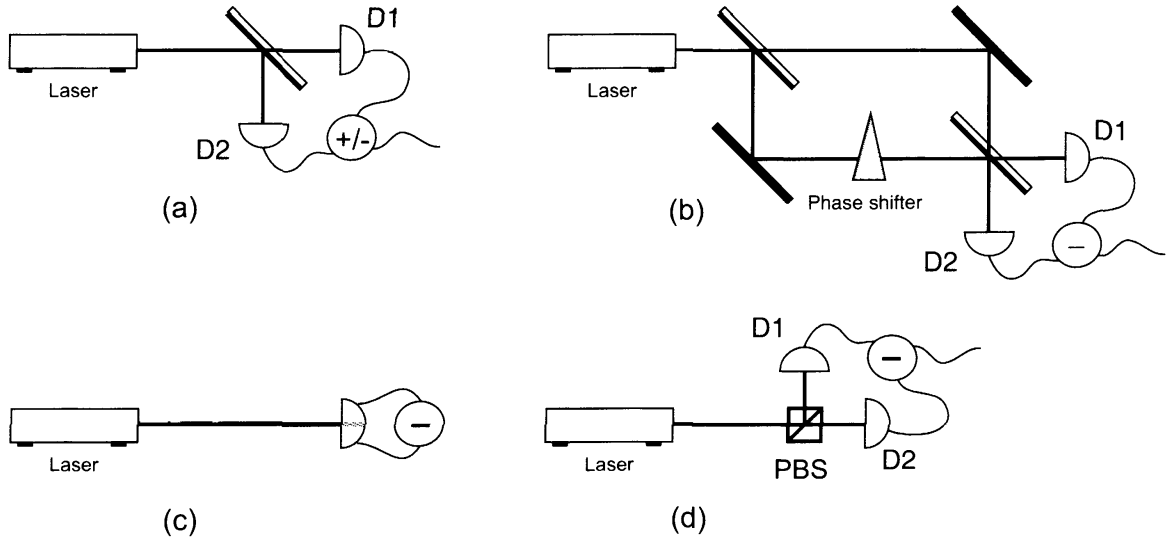 D1
Laser
D2
+/-
(a)
Laser
D1
Phase shifter
D2
−
(b)
Laser
−
(c)
D1
−
Laser
PBS
D2
(d)